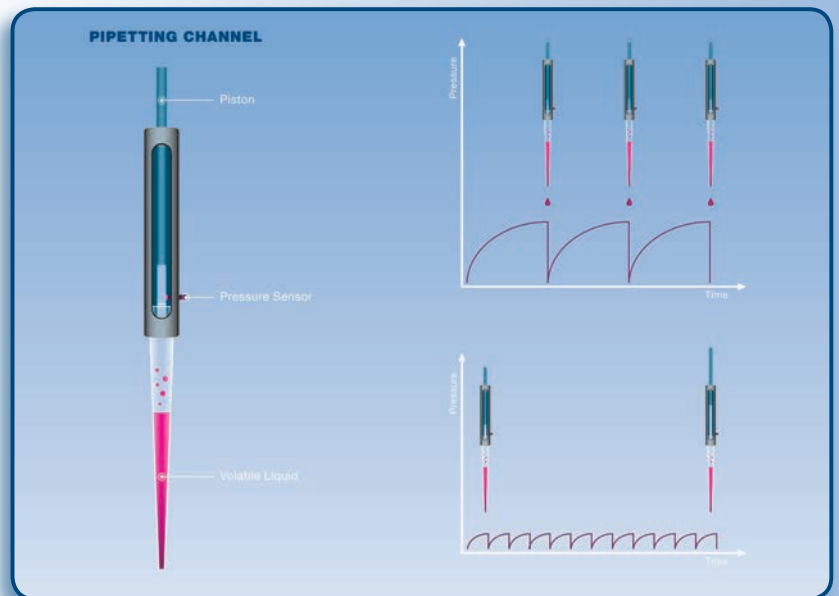 PIPETTING CHANNEL
Piston
Pressure Sensor
Volatile Liquid
Pressure
Time
Pressure
Time